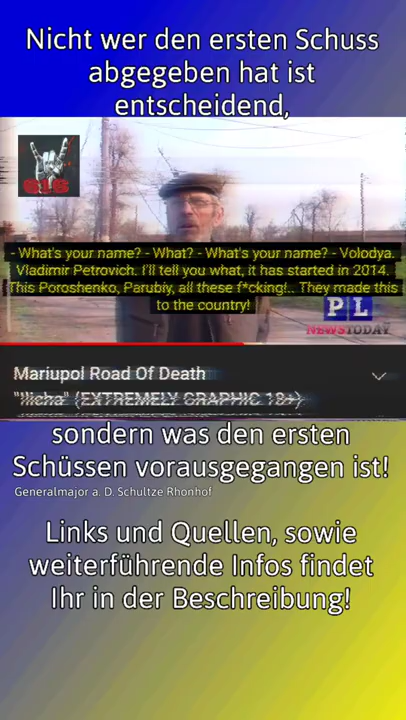 Nicht wer den ersten Schuss
abgegeben hat ist
entscheidend,
- What's your name? - What? - What's your name? - Volodya.
Vladimir Petrovich. I'll tell you what, it has started in 2014.
This Poroshenko, Parubiy, all these f*cking!.. They made this
to the country!
PL
NEWSTODAY
Mariupol Road Of Death
"Ilicha" (EXTREMELY GRAPHIC 18+)
sondern was den ersten
Schüssen vorausgegangen ist!
Generalmajor a. D. Schultze Rhonhof
Links und Quellen, sowie
weiterführende Infos findet
Ihr in der Beschreibung!